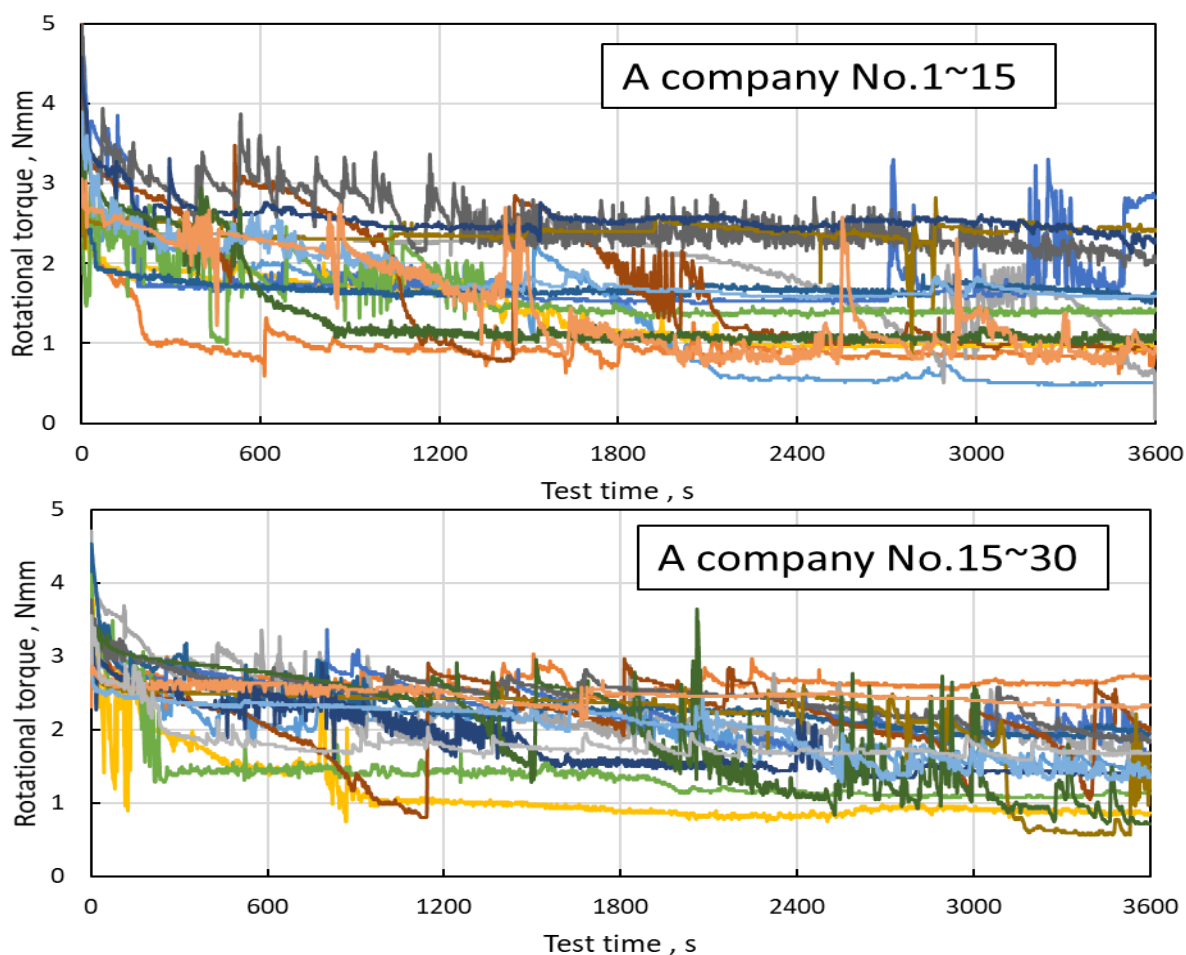 5
4
3
2
1
0
Rotational torque , Nmm
A company No.1~15
0 600 1200 1800 2400 3000 3600
Test time , s
5
4
3
2
1
0
Rotational torque , Nmm
A company No.15~30
0 600 1200 1800 2400 3000 3600
Test time , s